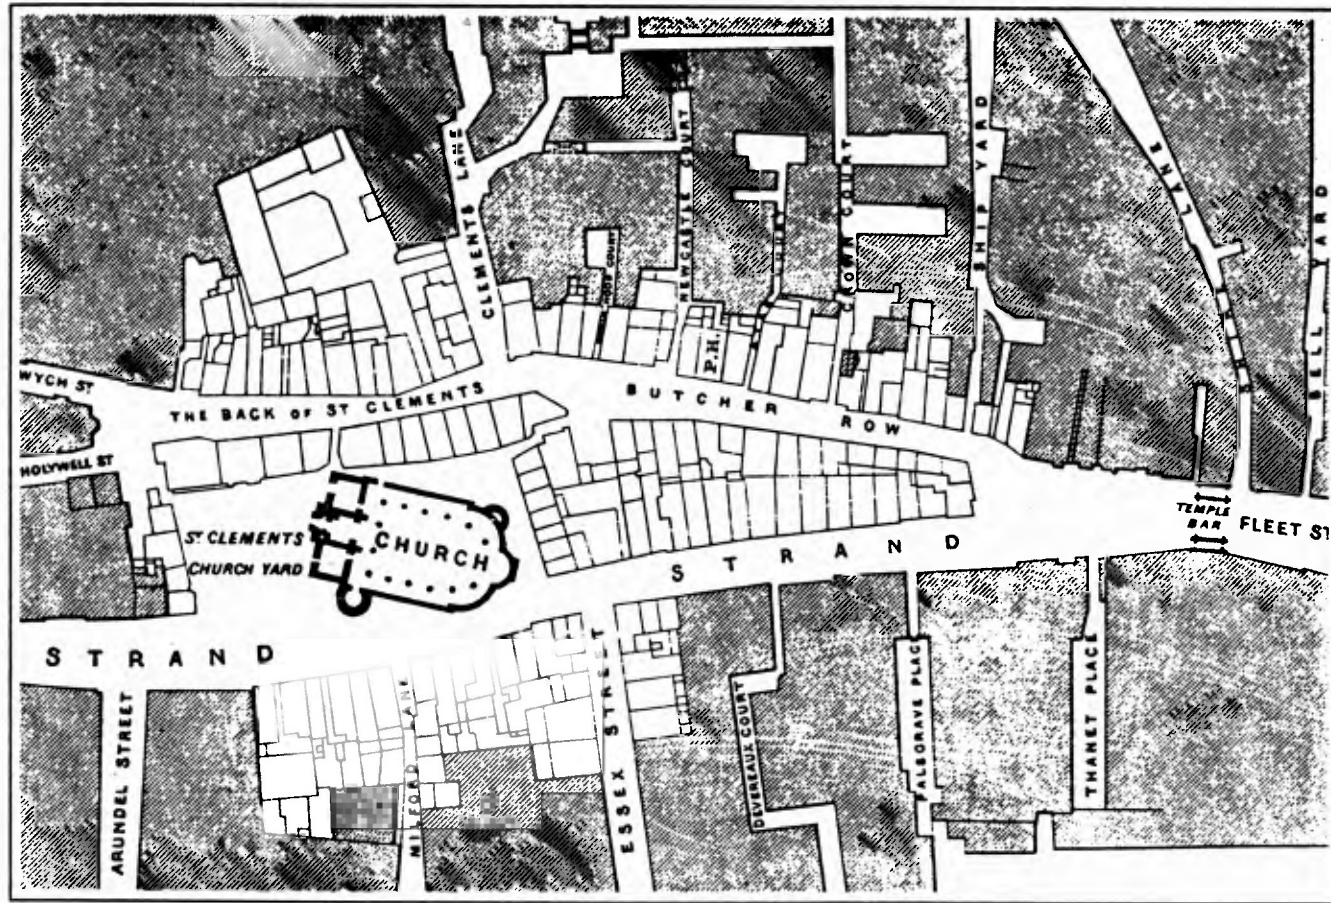 WYCH ST
HOLYWELL ST
THE BACK OF ST CLEMENTS
CLEMENTS LANE
NEWCASTLE COURT
CROWN COURT
SHIP YARD
LANE
BELL YARD
P.H.
BUTCHER ROW
ST CLEMENTS
CHURCH YARD
CHURCH
STRAND
TEMPLE
BAR
FLEET ST
STRAND
ARUNDEL STREET
MILFORD LANE
ESSEX STREET
DEVEREAUX COURT
PALSGRAVE PLACE
THANET PLACE